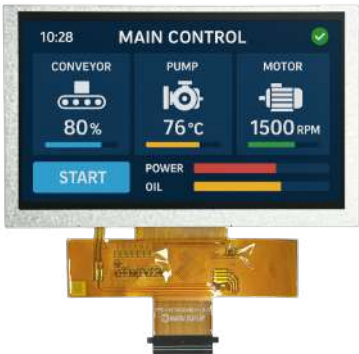 10:28 MAIN CONTROL
CONVEYOR PUMP MOTOR
80% 76°C 1500 RPM
START
POWER
OIL